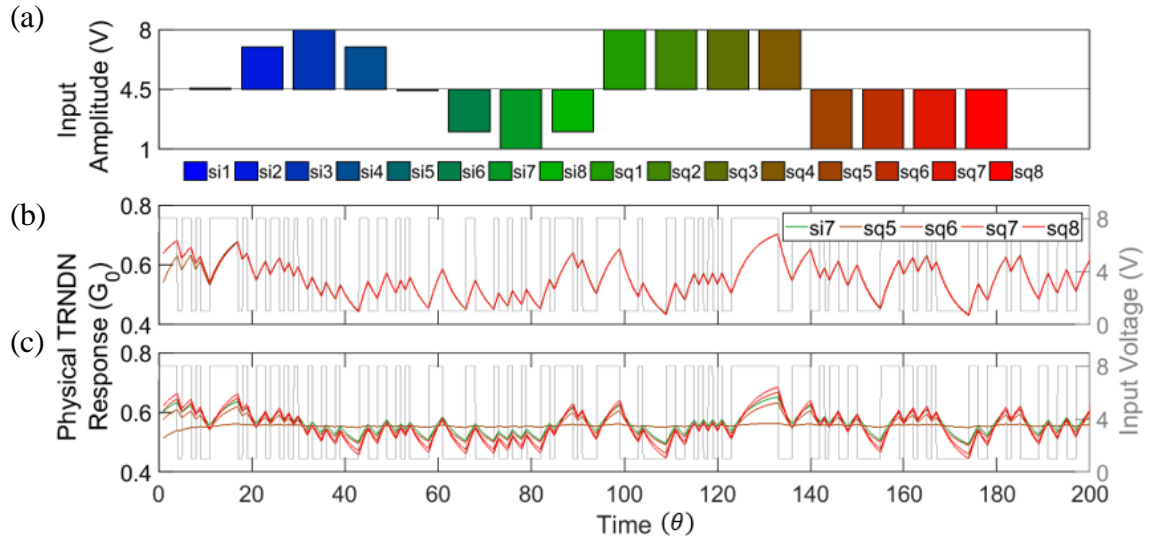 (a)
Input
Amplitude (V)
8
4.5
1
si1 si2 si3 si4 si5 si6 si7 si8 sq1 sq2 sq3 sq4 sq5 sq6 sq7 sq8
(b)
Physical TRNDN
Response (G0)
0.8
0.6
0.4
si7 sq5 sq6 sq7 sq8
8
4
0
Input Voltage (V)
(c)
0.8
0.6
0.4
8
4
0
0 20 40 60 80 100 120 140 160 180 200
Time (θ)